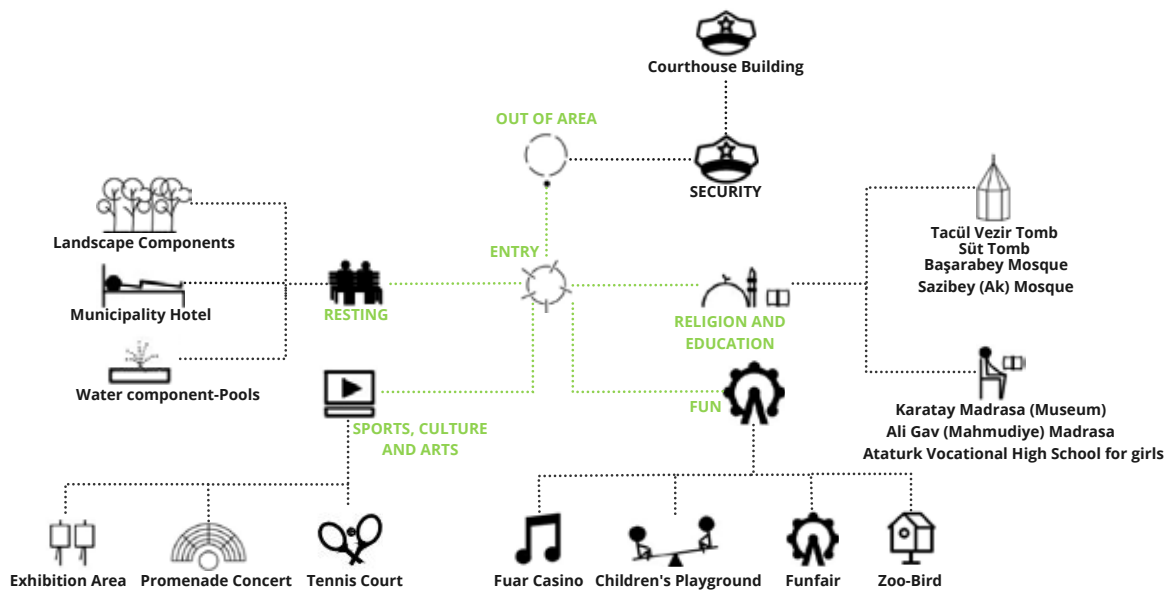 Courthouse Building
OUT OF AREA
SECURITY
Landscape Components
ENTRY
Tacül Vezir Tomb
Süt Tomb
Başarabey Mosque
Sazibey (Ak) Mosque
Municipality Hotel
RESTING
RELIGION AND
EDUCATION
Water component-Pools
FUN
SPORTS, CULTURE
AND ARTS
Karatay Madrasa (Museum)
Ali Gav (Mahmudiye) Madrasa
Ataturk Vocational High School for girls
Exhibition Area
Promenade Concert
Tennis Court
Fuar Casino
Children's Playground
Funfair
Zoo-Bird